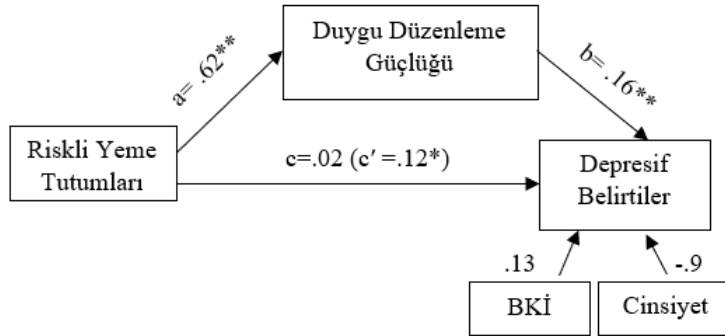 Duygu Düzenleme
Güçlüğü
a= .62**
b= .16**
Riskli Yeme
Tutumları
c=.02 (c′ =.12*)
Depresif
Belirtiler
.13
-.9
BKİ
Cinsiyet